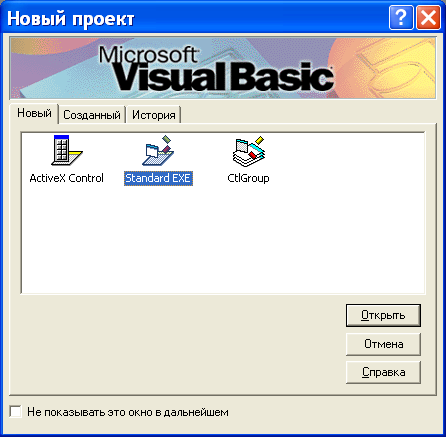 Новый проект
Microsoft
Visual Basic
Новый Созданный История
ActiveX Control Standard EXE CtlGroup
Открыть
Отмена
Справка
Не показывать это окно в дальнейшем